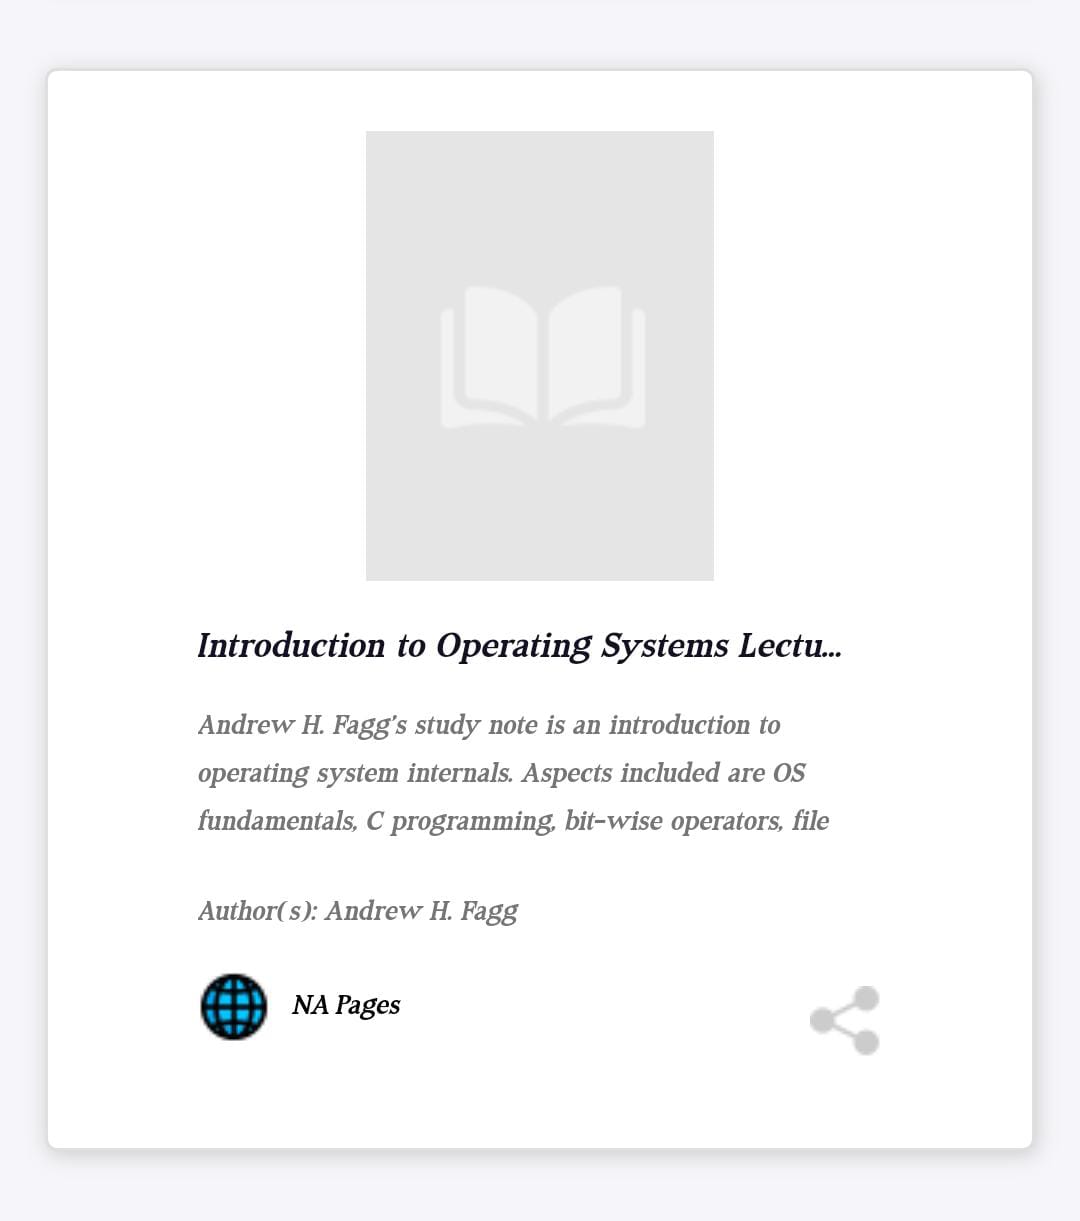 Introduction to Operating Systems Lectu...
Andrew H. Fagg's study note is an introduction to
operating system internals. Aspects included are OS
fundamentals, C programming, bit-wise operators, file
Author(s): Andrew H. Fagg
NA Pages